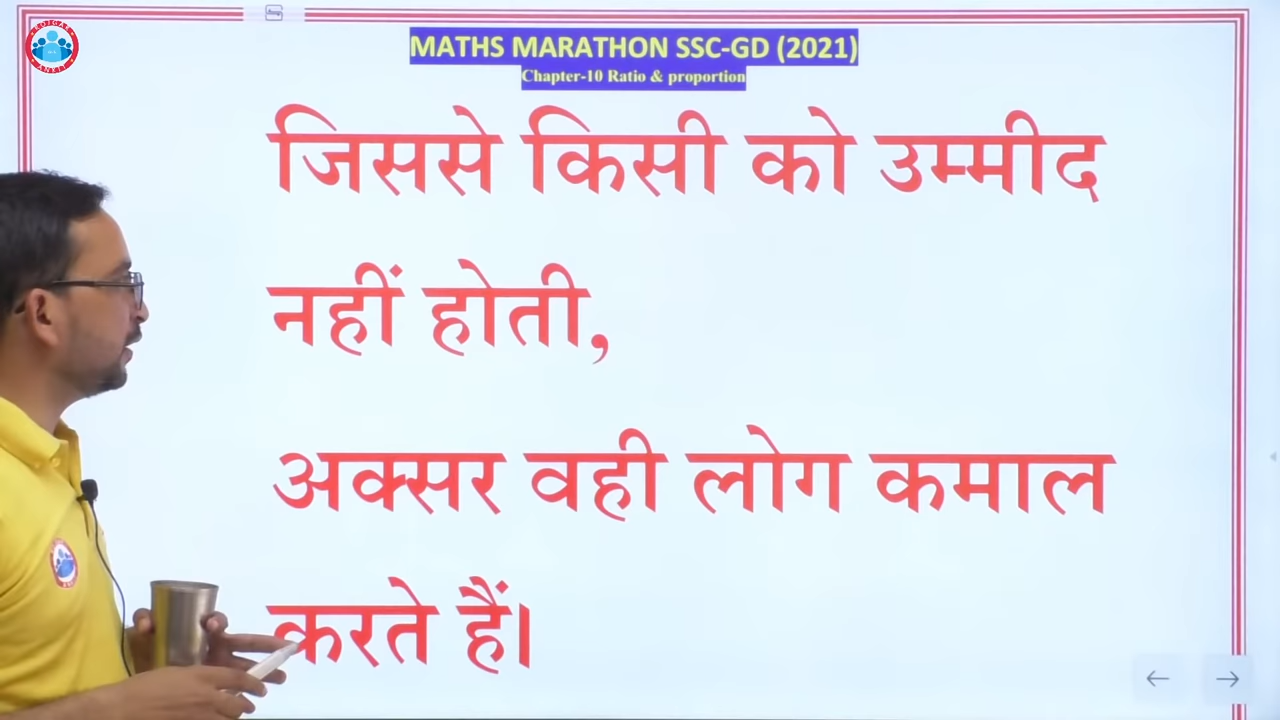 MATHS MARATHON SSC-GD (2021)
Chapter-10 Ratio & proportion
जिससे किसी को उम्मीद
नहीं होती,
अक्सर वही लोग कमाल
करते हैं।